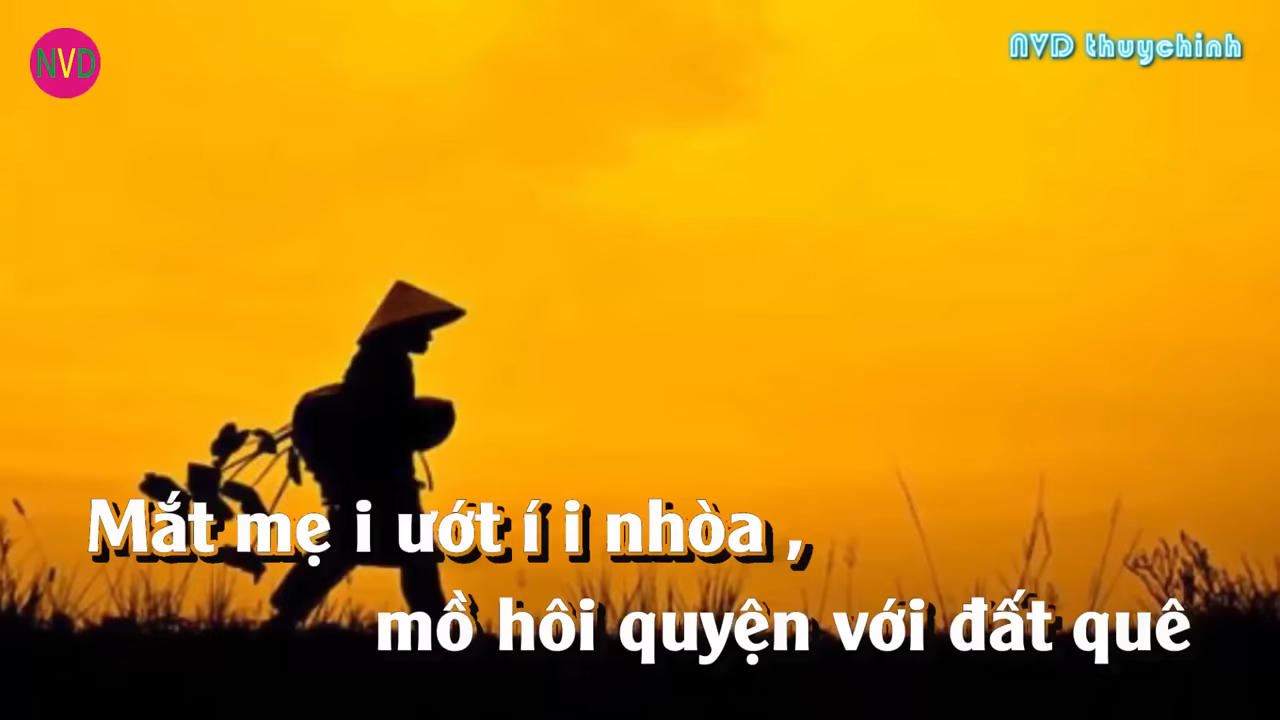 NVD
NVD thuychinh
Mắt mẹ i ướt í i nhòa ,
mồ hôi quyện với đất quê